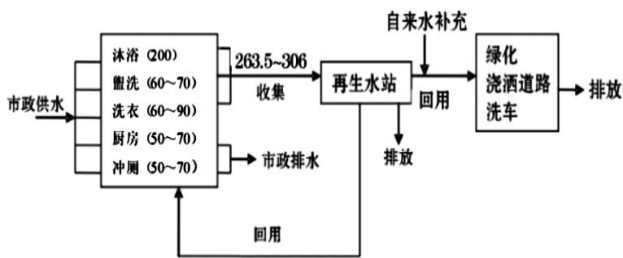 自来水补充
沐浴 (200)
盥洗 (60~70)
洗衣 (60~90)
厨房 (50~70)
冲厕 (50~70)
市政供水
263.5~306
收集
再生水站
回用
绿化
浇洒道路
洗车
排放
市政排水
排放
回用